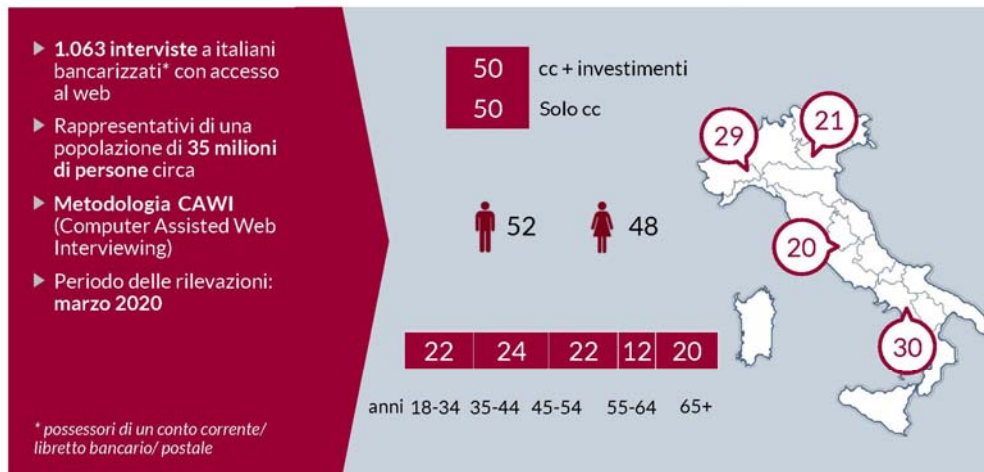 1.063 interviste a italiani
bancarizzati* con accesso
al web
Rappresentativi di una
popolazione di 35 milioni
di persone circa
Metodologia CAWI
(Computer Assisted Web
Interviewing)
Periodo delle rilevazioni:
marzo 2020
* possessori di un conto corrente/
libretto bancario/ postale
50 cc + investimenti
50 Solo cc
52 48
22 24 22 12 20
anni 18-34 35-44 45-54 55-64 65+
29
21
20
30